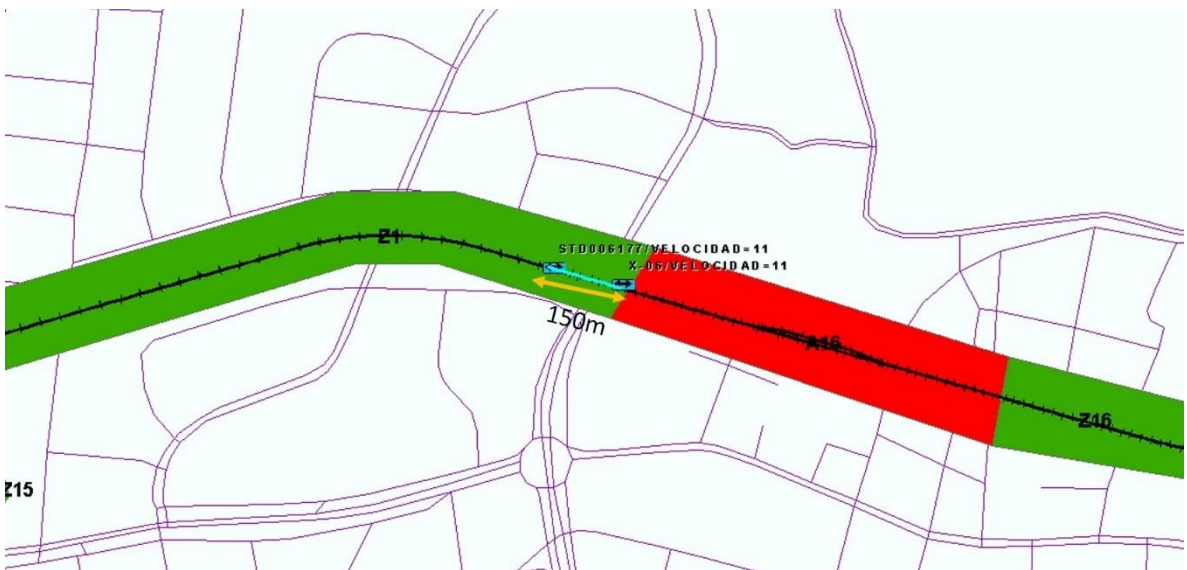 Z1
STD006177/VELOCIDAD=11
X-06/VELOCIDAD=11
150m
A16
Z16
Z15